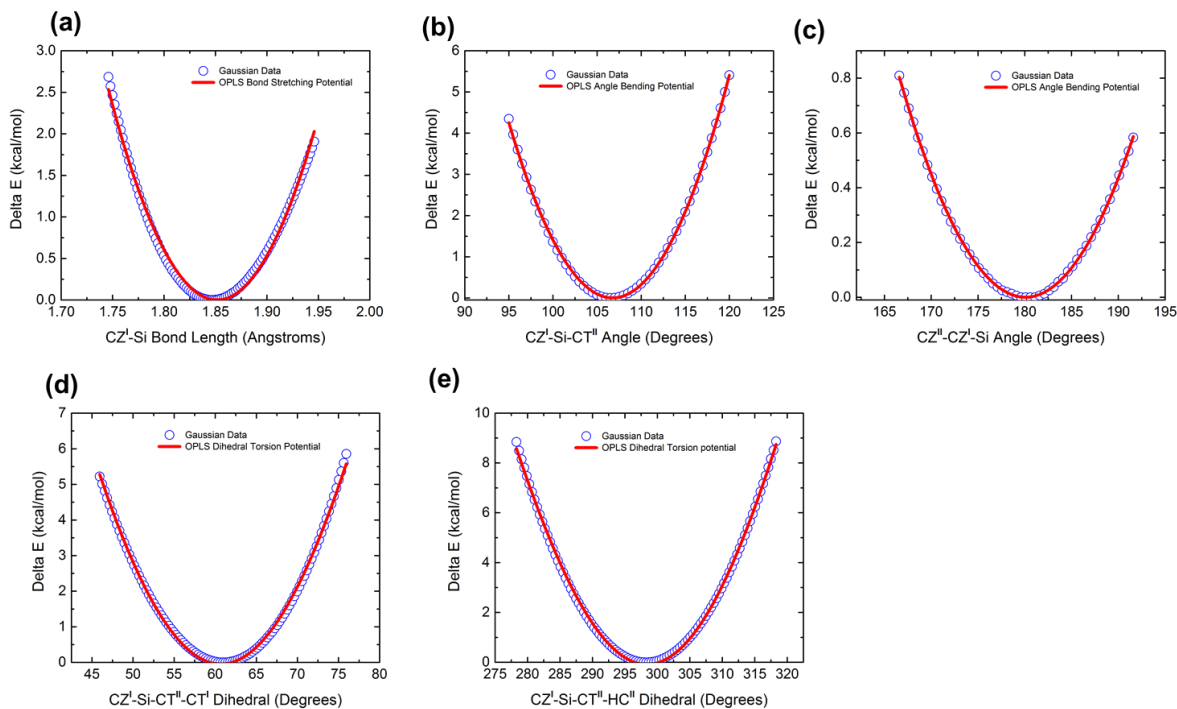 (a)
3.0
2.5
2.0
1.5
1.0
0.5
0.0
Delta E (kcal/mol)
Gaussian Data
OPLS Bond Stretching Potential
1.70 1.75 1.80 1.85 1.90 1.95 2.00
CZᴵ-Si Bond Length (Angstroms)
(b)
6
5
4
3
2
1
0
Delta E (kcal/mol)
Gaussian Data
OPLS Angle Bending Potential
90 95 100 105 110 115 120 125
CZᴵ-Si-CTᴵᴵ Angle (Degrees)
(c)
0.8
0.6
0.4
0.2
0.0
Delta E (kcal/mol)
Gaussian Data
OPLS Angle Bending Potential
165 170 175 180 185 190 195
CZᴵᴵ-CZᴵ-Si Angle (Degrees)
(d)
7
6
5
4
3
2
1
0
Delta E (kcal/mol)
Gaussian Data
OPLS Dihedral Torsion Potential
45 50 55 60 65 70 75 80
CZᴵ-Si-CTᴵᴵ-CTᴵ Dihedral (Degrees)
(e)
10
8
6
4
2
0
Delta E (kcal/mol)
Gaussian Data
OPLS Dihedral Torsion potential
275 280 285 290 295 300 305 310 315 320
CZᴵ-Si-CTᴵᴵ-HCᴵᴵ Dihedral (Degrees)